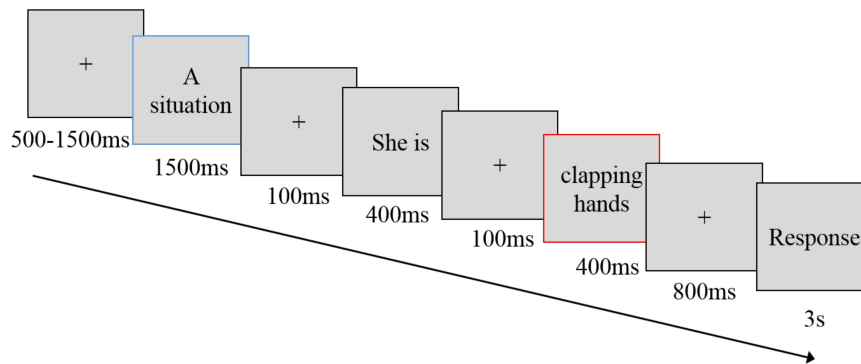 +
500-1500ms
A
situation
1500ms
+
100ms
She is
400ms
+
100ms
clapping
hands
400ms
+
800ms
Response
3s